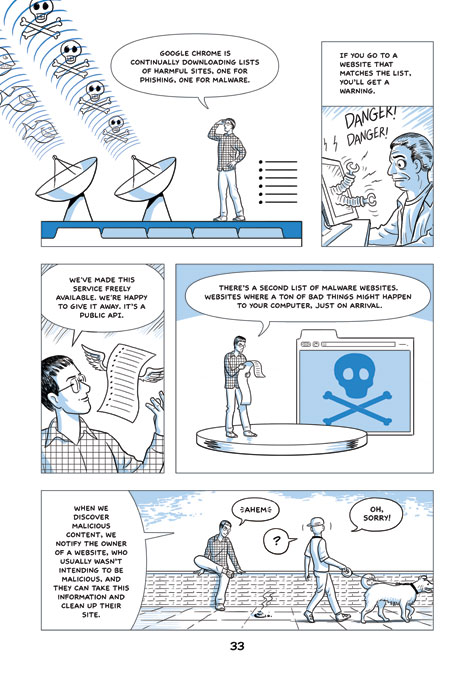 GOOGLE CHROME IS
CONTINUALLY DOWNLOADING LISTS
OF HARMFUL SITES, ONE FOR
PHISHING, ONE FOR MALWARE.
IF YOU GO TO A
WEBSITE THAT
MATCHES THE LIST,
YOU'LL GET A
WARNING.
DANGER!
DANGER!
WE'VE MADE THIS
SERVICE FREELY
AVAILABLE. WE'RE HAPPY
TO GIVE IT AWAY. IT'S A
PUBLIC API.
THERE'S A SECOND LIST OF MALWARE WEBSITES.
WEBSITES WHERE A TON OF BAD THINGS MIGHT HAPPEN
TO YOUR COMPUTER, JUST ON ARRIVAL.
WHEN WE
DISCOVER
MALICIOUS
CONTENT, WE
NOTIFY THE OWNER
OF A WEBSITE, WHO
USUALLY WASN'T
INTENDING TO BE
MALICIOUS, AND
THEY CAN TAKE THIS
INFORMATION AND
CLEAN UP THEIR
SITE.
AHEM
?
OH,
SORRY!
33